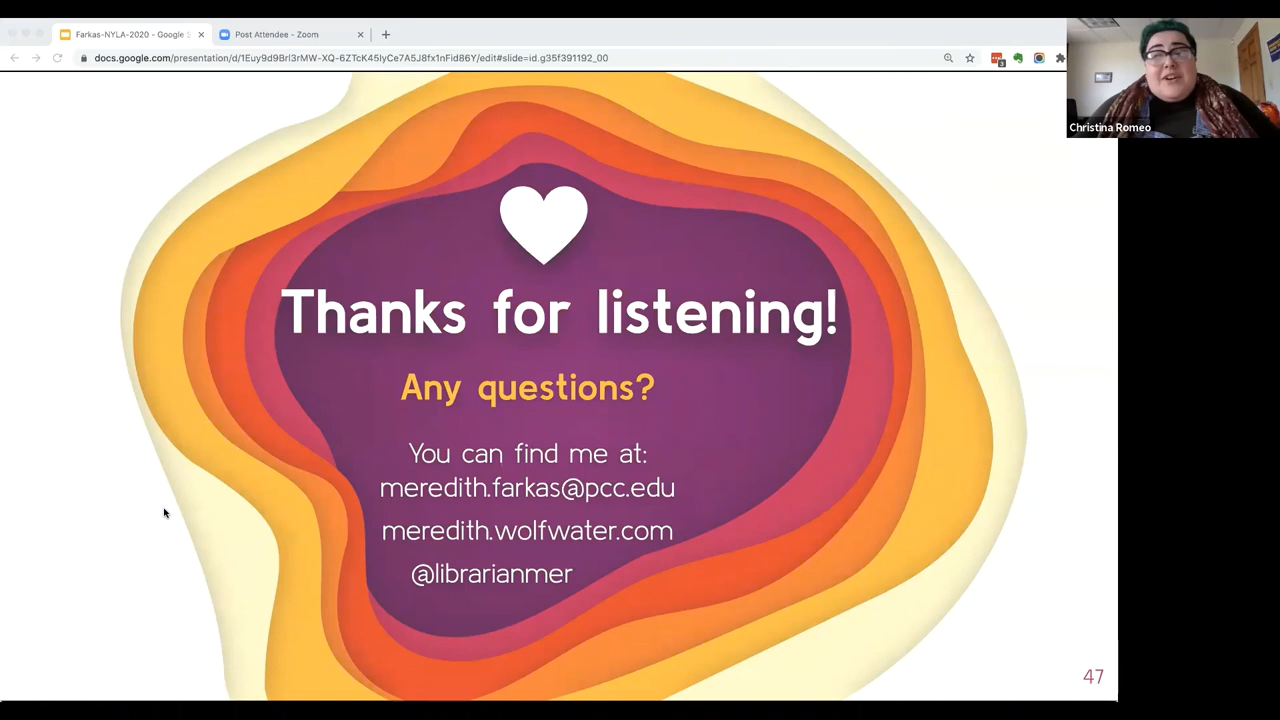 Farkas-NYLA-2020 - Google S
Post Attendee - Zoom
docs.google.com/presentation/d/1Euy9d9Brl3rMW-XQ-6ZTcK45IyCe7A5J8fx1nFid86Y/edit#slide=id.g35f391192_00
Christina Romeo
Thanks for listening!
Any questions?
You can find me at:
meredith.farkas@pcc.edu
meredith.wolfwater.com
@librarianmer
47